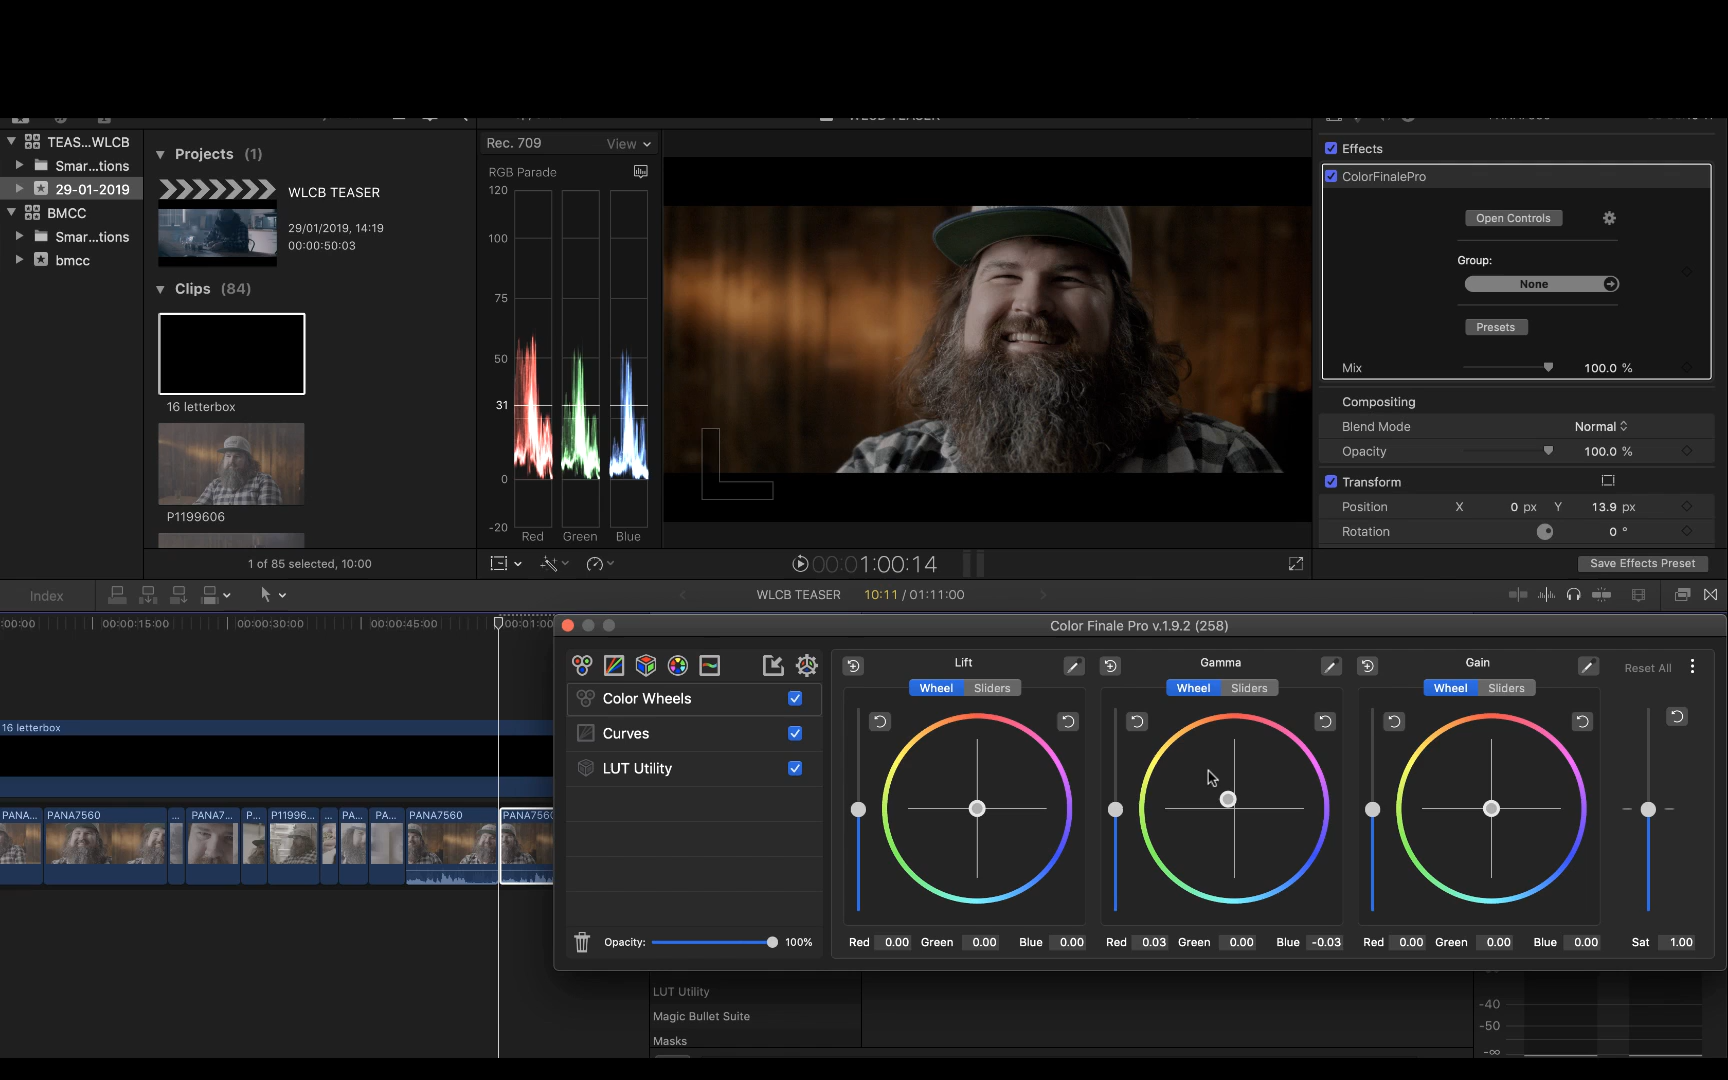 TEAS...WLCB
Smar...tions
29-01-2019
BMCC
Smar...tions
bmcc
Projects (1)
WLCB TEASER
29/01/2019, 14:19
00:00:50:03
Clips (84)
16 letterbox
P1199606
1 of 85 selected, 10:00
Rec. 709 View
RGB Parade
120
100
75
50
31
0
-20
Red Green Blue
00:01:00:14
Effects
ColorFinalePro
Open Controls
Group:
None
Presets
Mix 100.0 %
Compositing
Blend Mode Normal
Opacity 100.0 %
Transform
Position X 0 px Y 13.9 px
Rotation 0 °
Save Effects Preset
Index
WLCB TEASER 10:11 / 01:11:00
:00:00 00:00:15:00 00:00:30:00 00:00:45:00 00:01:0
16 letterbox
PANA... PANA7560 ... PANA7... P... P11996... ... PA... PA... PANA7560 PANA7560
Color Finale Pro v.1.9.2 (258)
Color Wheels
Curves
LUT Utility
Opacity: 100%
Lift
Wheel Sliders
Red 0.00 Green 0.00 Blue 0.00
Gamma
Wheel Sliders
Red 0.03 Green 0.00 Blue -0.03
Gain
Wheel Sliders
Red 0.00 Green 0.00 Blue 0.00
Reset All
Sat 1.00
LUT Utility
Magic Bullet Suite
Masks
-40
-50
-∞